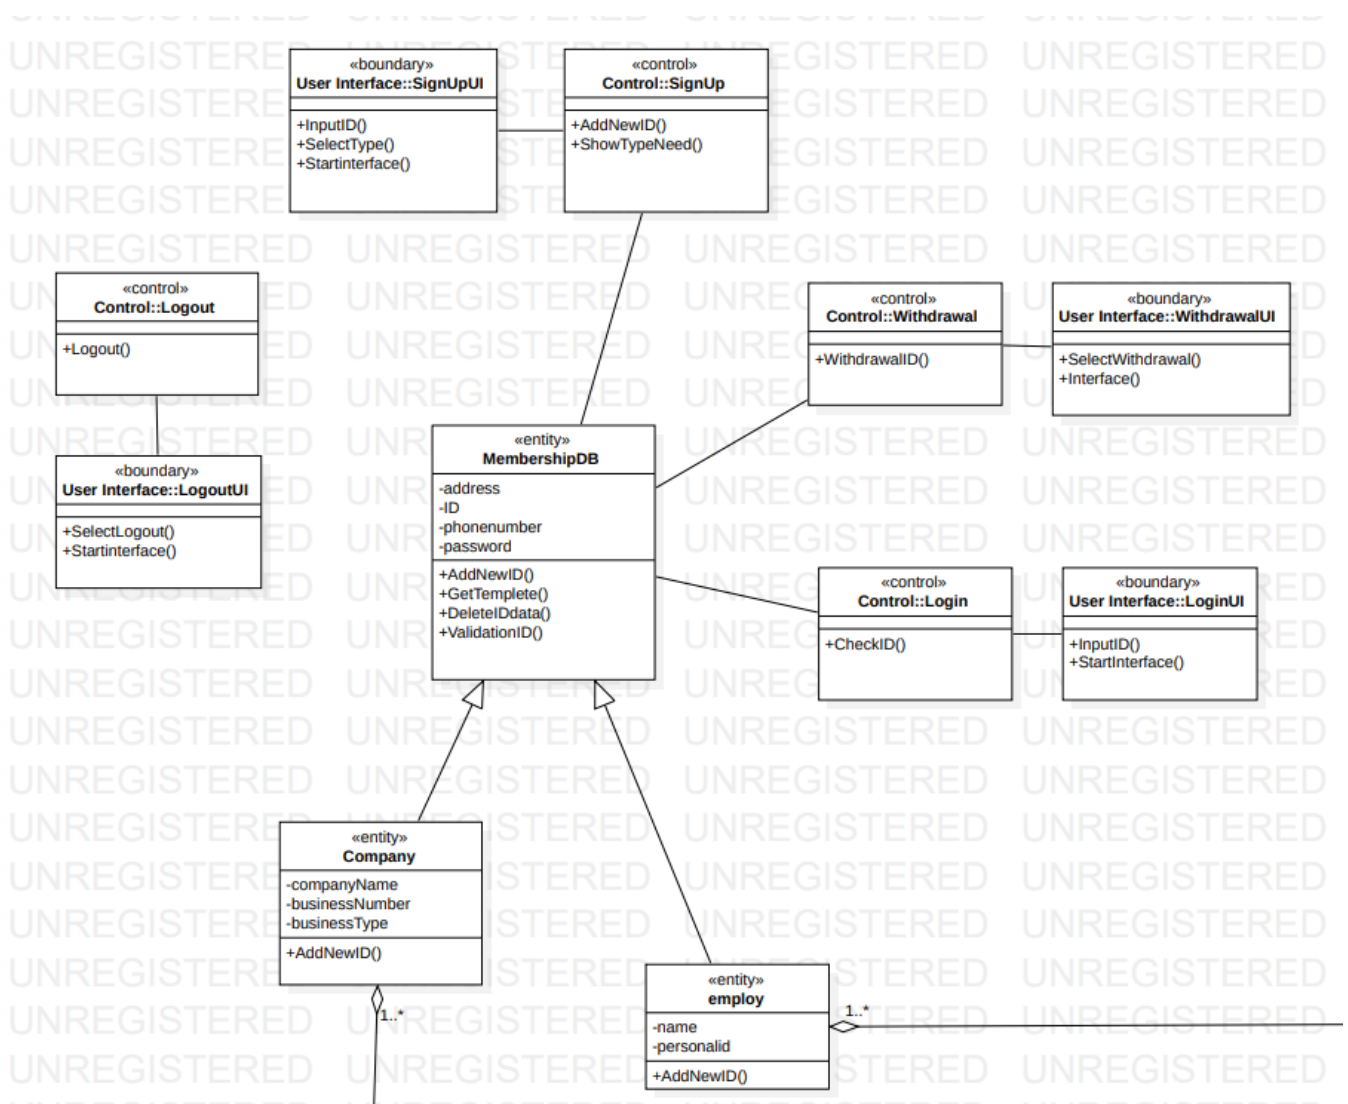 «boundary»
User Interface::SignUpUI
+InputID()
+SelectType()
+Startinterface()
«control»
Control::SignUp
+AddNewID()
+ShowTypeNeed()
«control»
Control::Logout
+Logout()
«boundary»
User Interface::LogoutUI
+SelectLogout()
+Startinterface()
«control»
Control::Withdrawal
+WithdrawalID()
«boundary»
User Interface::WithdrawalUI
+SelectWithdrawal()
+Interface()
«entity»
MembershipDB
-address
-ID
-phonenumber
-password
+AddNewID()
+GetTemplete()
+DeleteIDdata()
+ValidationID()
«control»
Control::Login
+CheckID()
«boundary»
User Interface::LoginUI
+InputID()
+StartInterface()
«entity»
Company
-companyName
-businessNumber
-businessType
+AddNewID()
1..*
«entity»
employ
-name
-personalid
+AddNewID()
1..*
UNREGISTERED